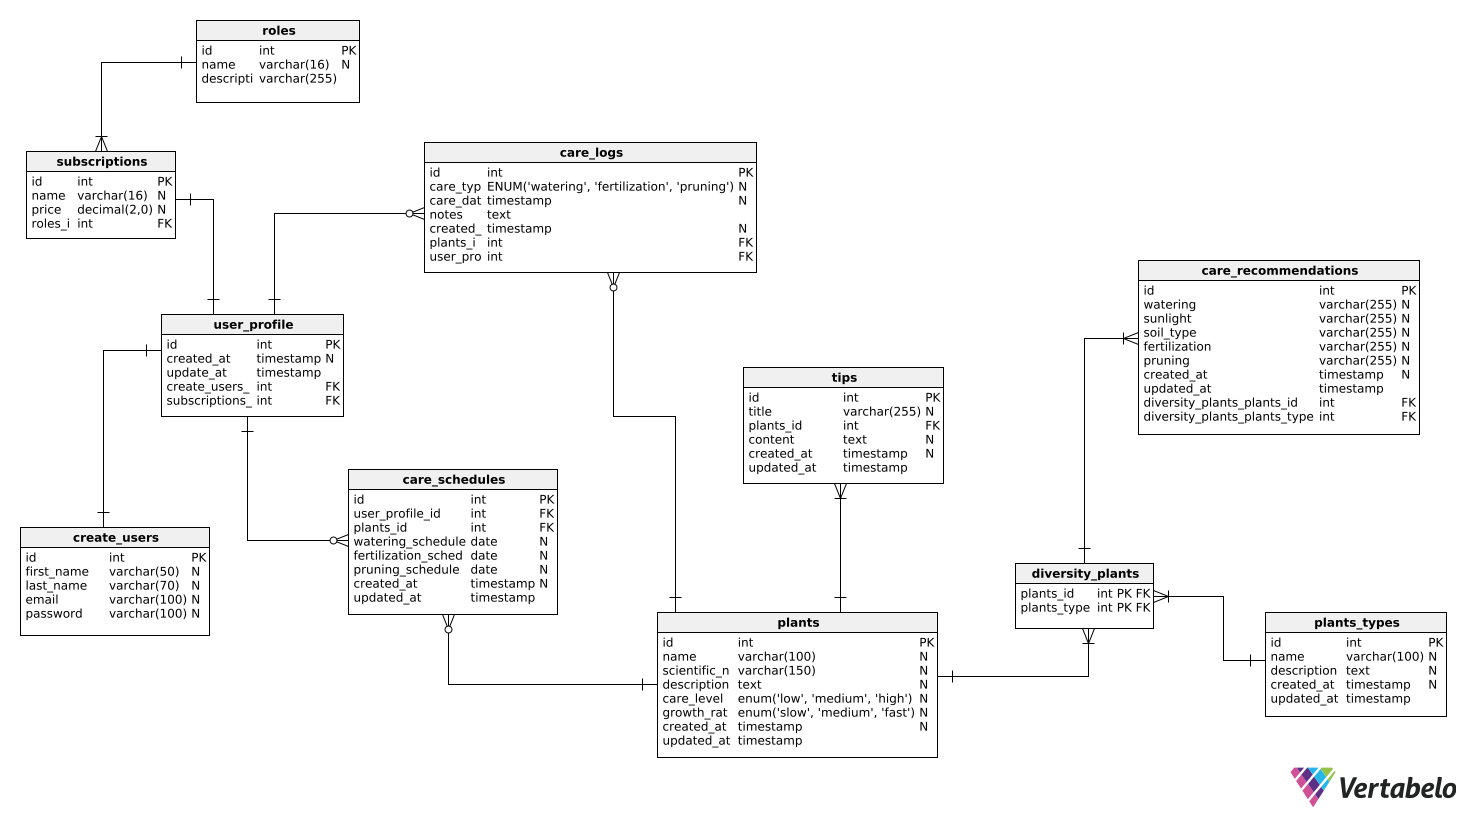 roles
id int PK
name varchar(16) N
descripti varchar(255)
subscriptions
id int PK
name varchar(16) N
price decimal(2,0) N
roles_i int FK
care_logs
id int PK
care_typ ENUM('watering', 'fertilization', 'pruning') N
care_dat timestamp N
notes text
created_ timestamp N
plants_i int FK
user_pro int FK
care_recommendations
id int PK
watering varchar(255) N
sunlight varchar(255) N
soil_type varchar(255) N
fertilization varchar(255) N
pruning varchar(255) N
created_at timestamp N
updated_at timestamp
diversity_plants_plants_id int FK
diversity_plants_plants_type int FK
user_profile
id int PK
created_at timestamp N
update_at timestamp
create_users_ int FK
subscriptions_ int FK
tips
id int PK
title varchar(255) N
plants_id int FK
content text N
created_at timestamp N
updated_at timestamp
care_schedules
id int PK
user_profile_id int FK
plants_id int FK
watering_schedule date N
fertilization_sched date N
pruning_schedule date N
created_at timestamp N
updated_at timestamp
create_users
id int PK
first_name varchar(50) N
last_name varchar(70) N
email varchar(100) N
password varchar(100) N
diversity_plants
plants_id int PK FK
plants_type int PK FK
plants
id int PK
name varchar(100) N
scientific_n varchar(150) N
description text N
care_level enum('low', 'medium', 'high') N
growth_rat enum('slow', 'medium', 'fast') N
created_at timestamp N
updated_at timestamp
plants_types
id int PK
name varchar(100) N
description text N
created_at timestamp N
updated_at timestamp
Vertabelo